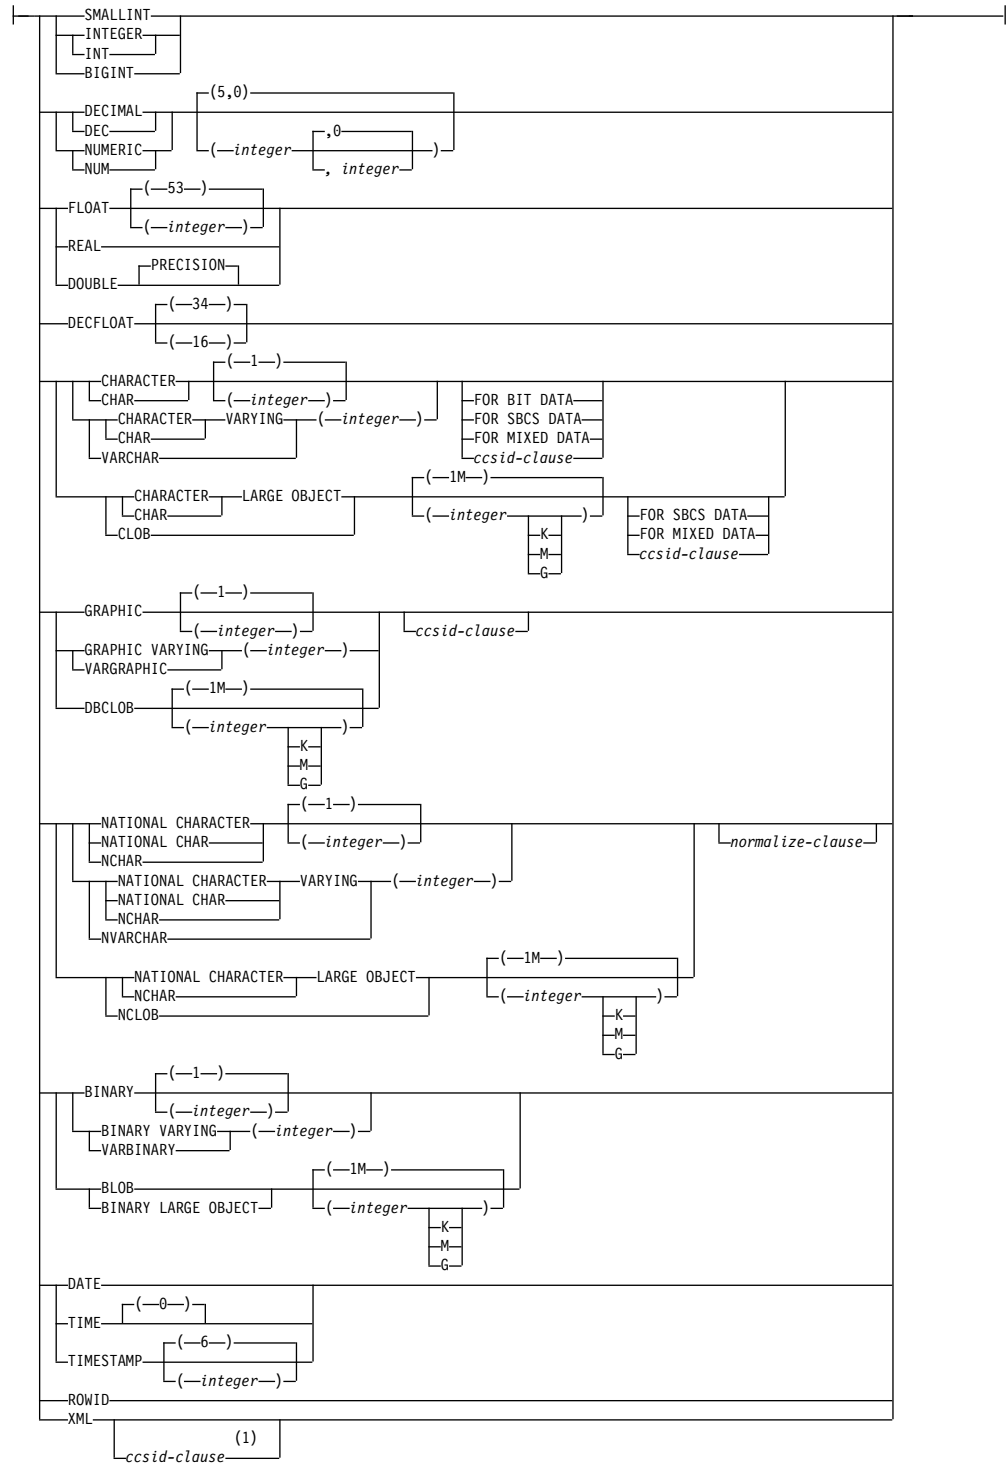 SMALLINT
INTEGER
INT
BIGINT
(5,0)
DECIMAL
DEC
,0
NUMERIC
( integer )
NUM
, integer
( 53 )
FLOAT
( integer )
REAL
PRECISION
DOUBLE
( 34 )
DECFLOAT
( 16 )
( 1 )
CHARACTER
CHAR
( integer )
FOR BIT DATA
CHARACTER VARYING ( integer )
FOR SBCS DATA
CHAR
FOR MIXED DATA
VARCHAR
ccsid-clause
( 1M )
CHARACTER LARGE OBJECT
CHAR
( integer )
FOR SBCS DATA
CLOB
K
FOR MIXED DATA
M
ccsid-clause
G
( 1 )
GRAPHIC
( integer )
ccsid-clause
GRAPHIC VARYING ( integer )
VARGRAPHIC
( 1M )
DBCLOB
( integer )
K
M
G
( 1 )
NATIONAL CHARACTER
NATIONAL CHAR
( integer )
normalize-clause
NCHAR
NATIONAL CHARACTER VARYING ( integer )
NATIONAL CHAR
NCHAR
NVARCHAR
( 1M )
NATIONAL CHARACTER LARGE OBJECT
NCHAR
( integer )
NCLOB
K
M
G
( 1 )
BINARY
( integer )
BINARY VARYING ( integer )
VARBINARY
( 1M )
BLOB
BINARY LARGE OBJECT
( integer )
K
M
G
DATE
( 0 )
TIME
( 6 )
TIMESTAMP
( integer )
ROWID
XML
(1)
ccsid-clause